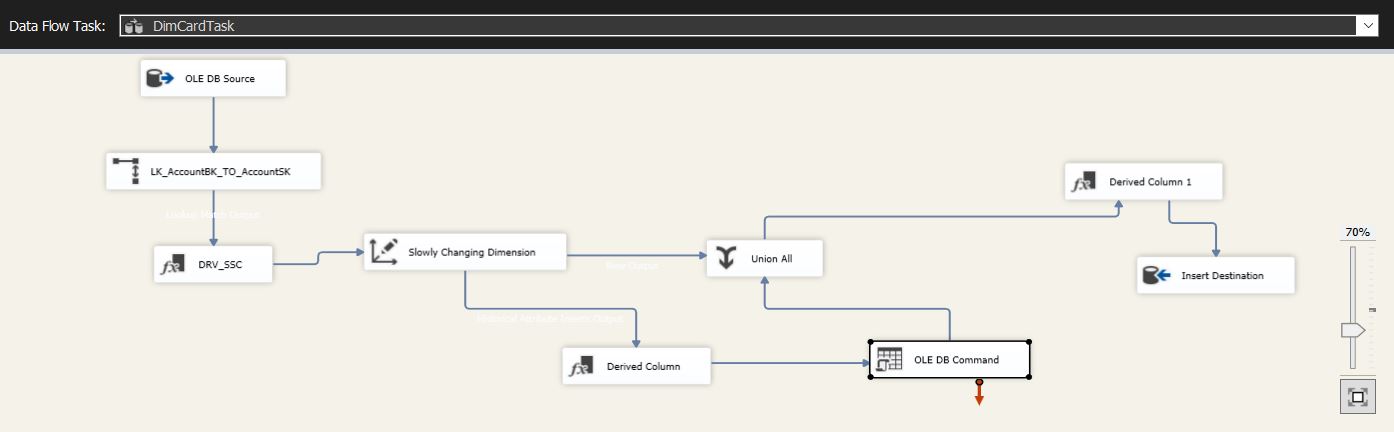 Data Flow Task: DimCardTask
OLE DB Source
LK_AccountBK_TO_AccountSK
Lookup Match Output
DRV_SSC
Slowly Changing Dimension
New Output
Union All
Historical Attribute Inserts Output
Derived Column
OLE DB Command
Derived Column 1
Insert Destination
70%